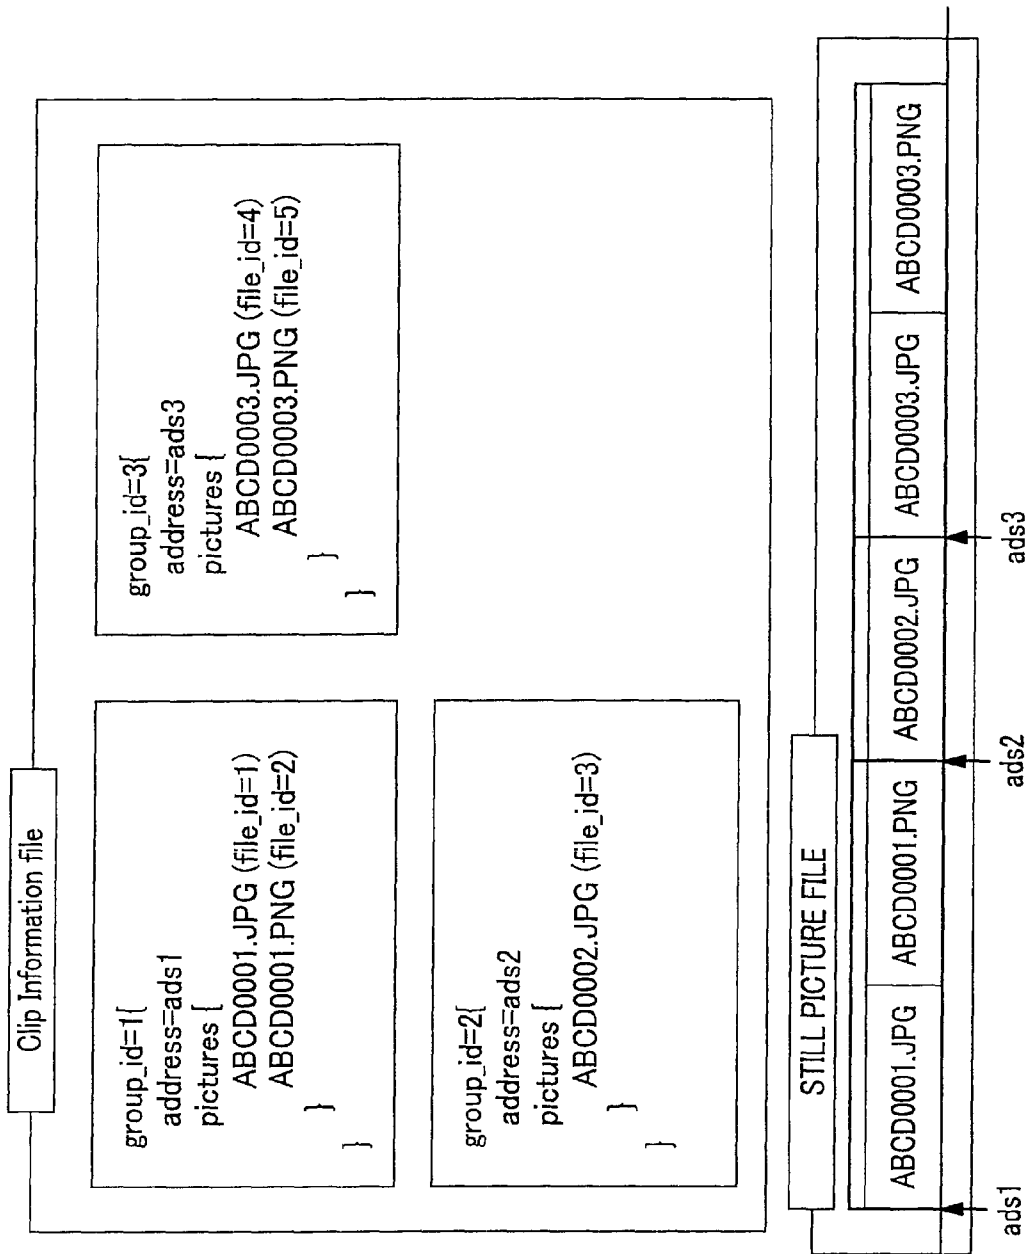 Clip Information file
group_id=1{
address=ads1
pictures {
ABCD0001.JPG (file_id=1)
ABCD0001.PNG (file_id=2)
}
}
group_id=2{
address=ads2
pictures {
ABCD0002.JPG (file_id=3)
}
}
group_id=3{
address=ads3
pictures {
ABCD0003.JPG (file_id=4)
ABCD0003.PNG (file_id=5)
}
}
STILL PICTURE FILE
ABCD0001.JPG
ABCD0001.PNG
ABCD0002.JPG
ABCD0003.JPG
ABCD0003.PNG
ads1
ads2
ads3